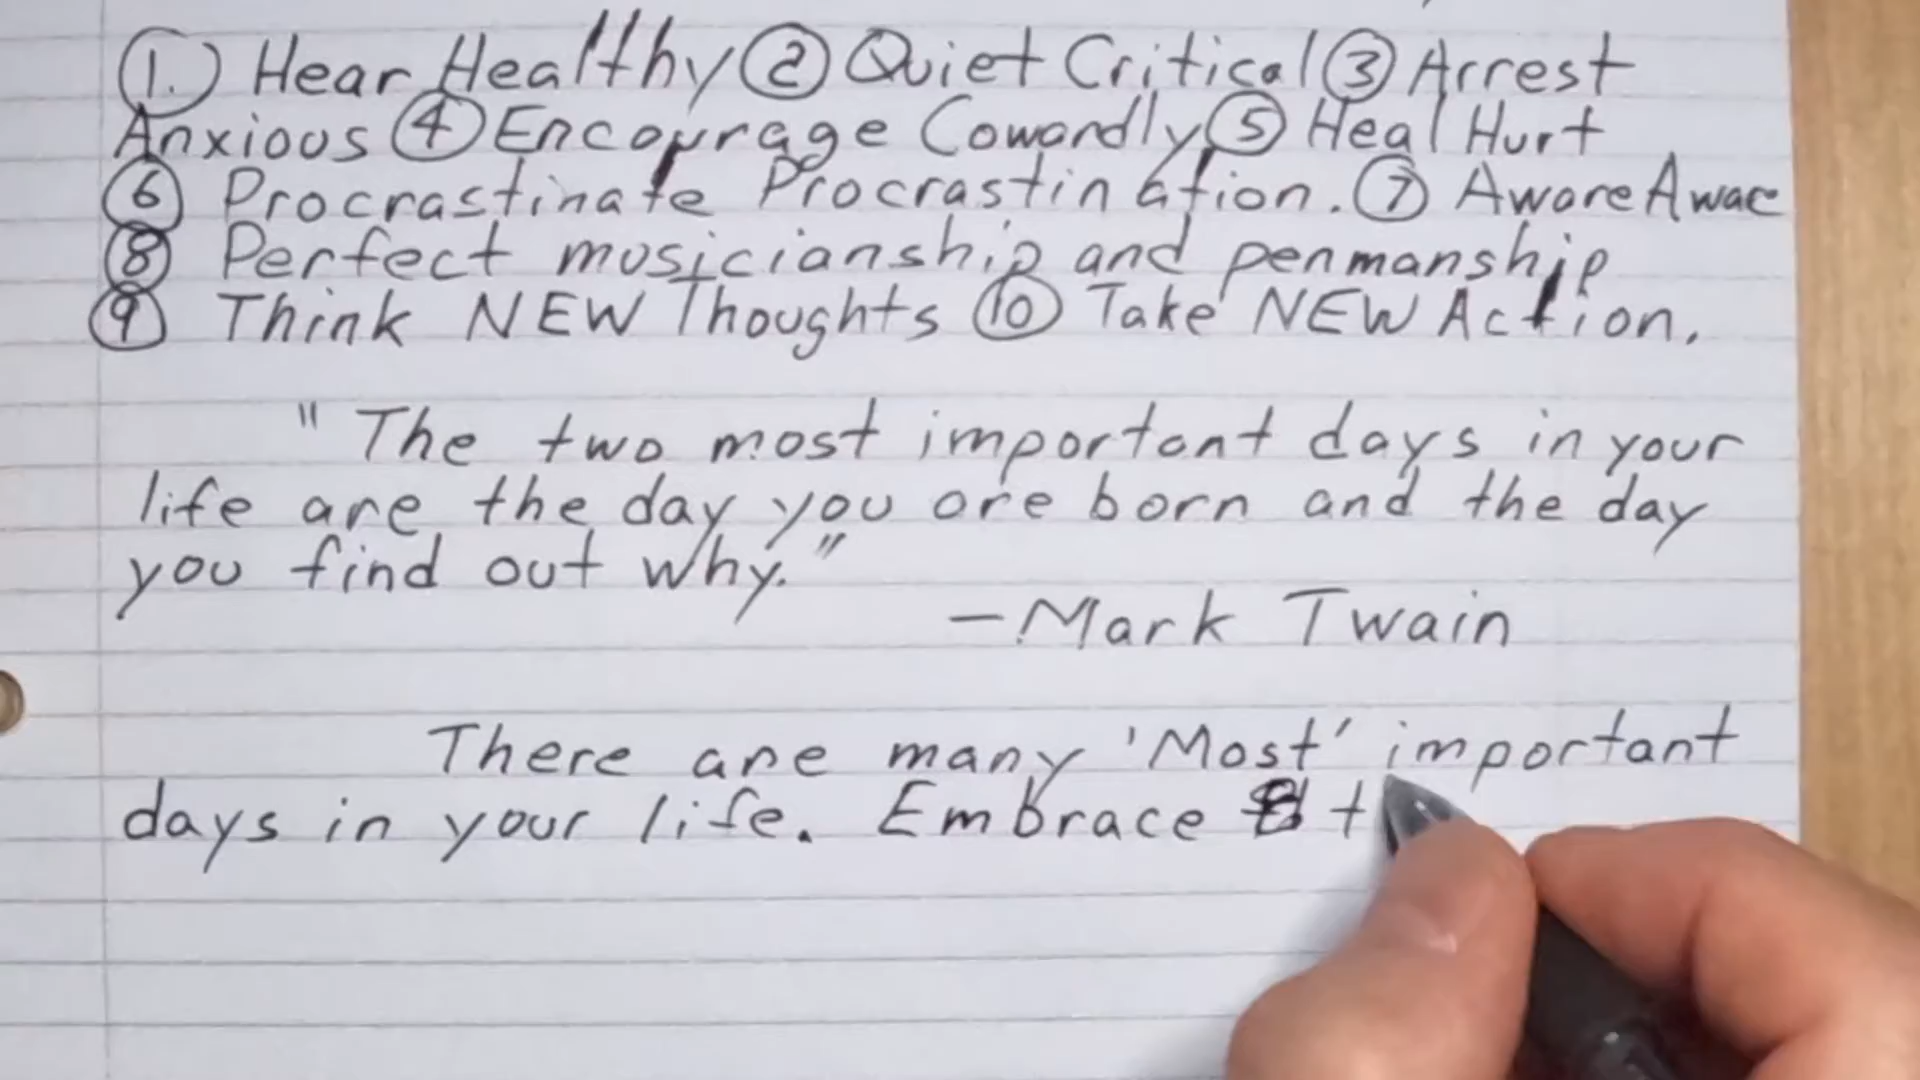 1. Hear Healthy 2 Quiet Critical 3 Arrest
Anxious 4 Encourage Cowardly 5 Heal Hurt
6 Procrastinate Procrastination. 7 Aware Aware
8 Perfect musicianship and penmanship
9 Think NEW Thoughts 10 Take NEW Action.
"The two most important days in your
life are the day you are born and the day
you find out why."
- Mark Twain
There are many 'Most' important
days in your life. Embrace t